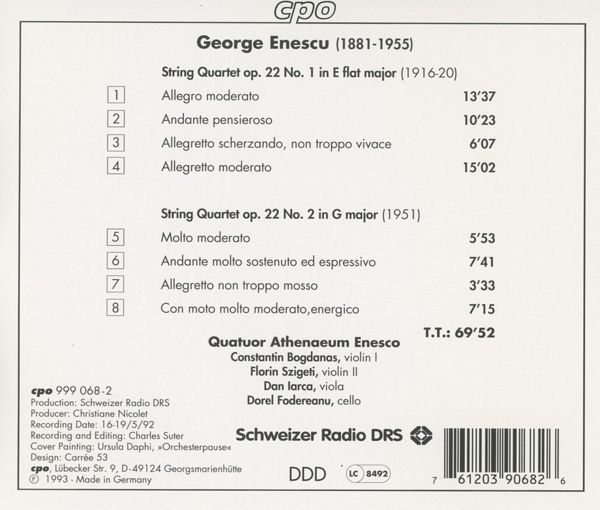 cpo
George Enescu (1881-1955)
String Quartet op. 22 No. 1 in E flat major (1916-20)
1 Allegro moderato 13'37
2 Andante pensieroso 10'23
3 Allegretto scherzando, non troppo vivace 6'07
4 Allegretto moderato 15'02
String Quartet op. 22 No. 2 in G major (1951)
5 Molto moderato 5'53
6 Andante molto sostenuto ed espressivo 7'41
7 Allegretto non troppo mosso 3'33
8 Con moto molto moderato,energico 7'15
T.T.: 69'52
Quatuor Athenaeum Enesco
Constantin Bogdanas, violin I
Florin Szigeti, violin II
Dan Iarca, viola
Dorel Fodereanu, cello
cpo 999 068-2
Production: Schweizer Radio DRS
Producer: Christiane Nicolet
Recording Date: 16-19/5/92
Recording and Editing: Charles Suter
Cover Painting: Ursula Daphi, »Orchesterpause«
Design: Carrée 53
cpo, Lübecker Str. 9, D-49124 Georgsmarienhütte
Ⓟ 1993 - Made in Germany
Schweizer Radio DRS
DDD
LC 8492
7 61203 90682 6